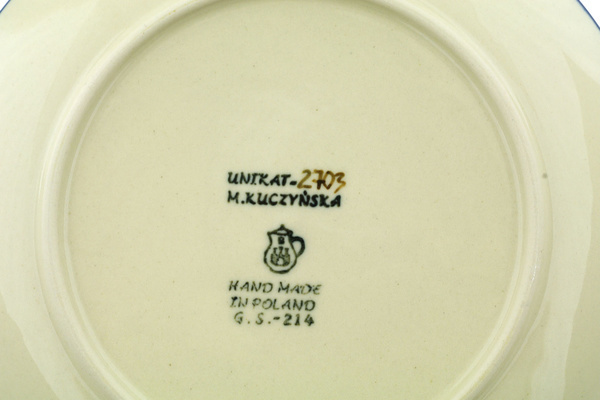 UNIKAT-2703
M.KUCZYŃSKA
HAND MADE
IN POLAND
G.S.-214